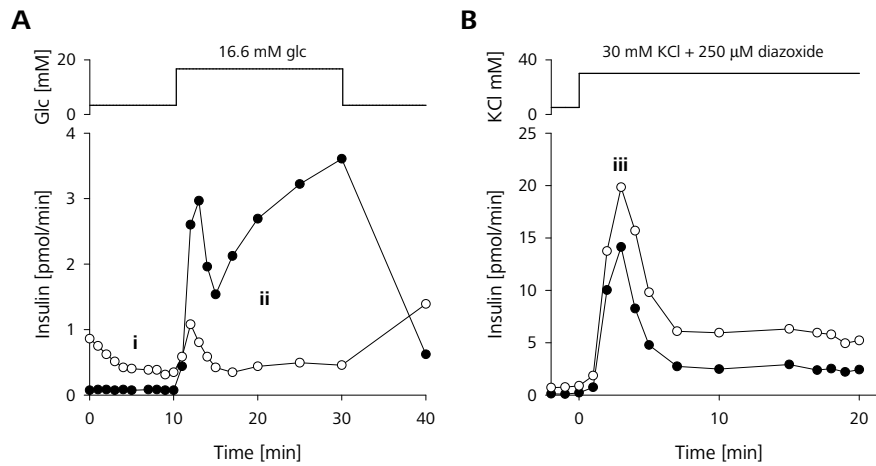 A
16.6 mM glc
Glc [mM]
20
0
Insulin [pmol/min]
4
3
2
1
0
i
ii
0
10
20
30
40
Time [min]
B
30 mM KCl + 250 µM diazoxide
KCl mM
40
0
Insulin [pmol/min]
25
20
15
10
5
0
iii
0
10
20
Time [min]